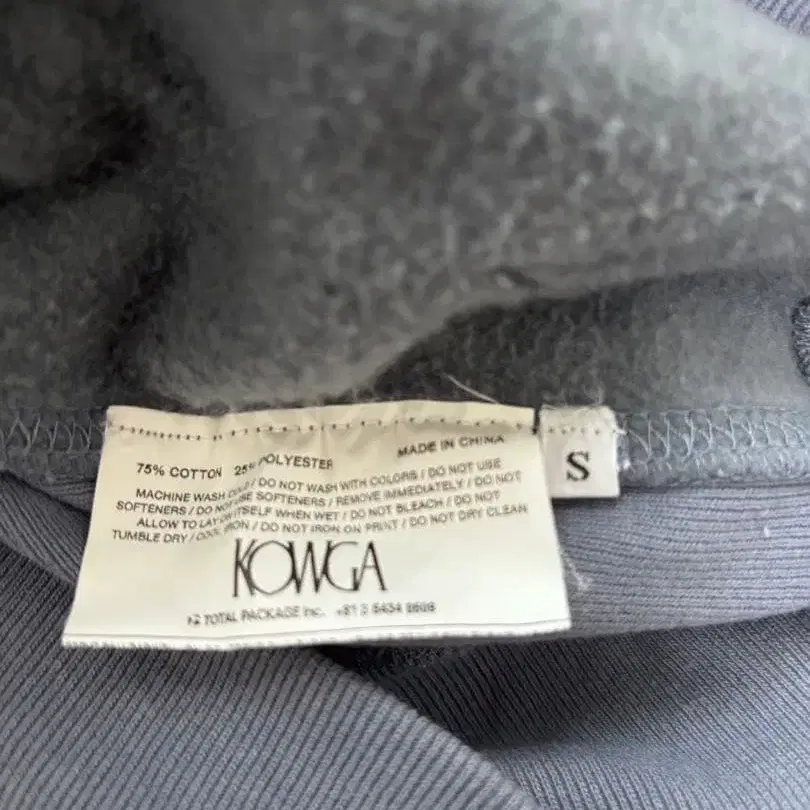 75% COTTON 25% POLYESTER MADE IN CHINA
S
MACHINE WASH COLD / DO NOT WASH WITH COLORS / DO NOT USE
SOFTENERS / DO NOT USE SOFTENERS / REMOVE IMMEDIATELY / DO NOT
ALLOW TO LAY ON ITSELF WHEN WET / DO NOT BLEACH / DO NOT
TUMBLE DRY / COOL IRON / DO NOT IRON ON PRINT / DO NOT DRY CLEAN
KOWGA
TOTAL PACKAGE Inc. +81 3 5434